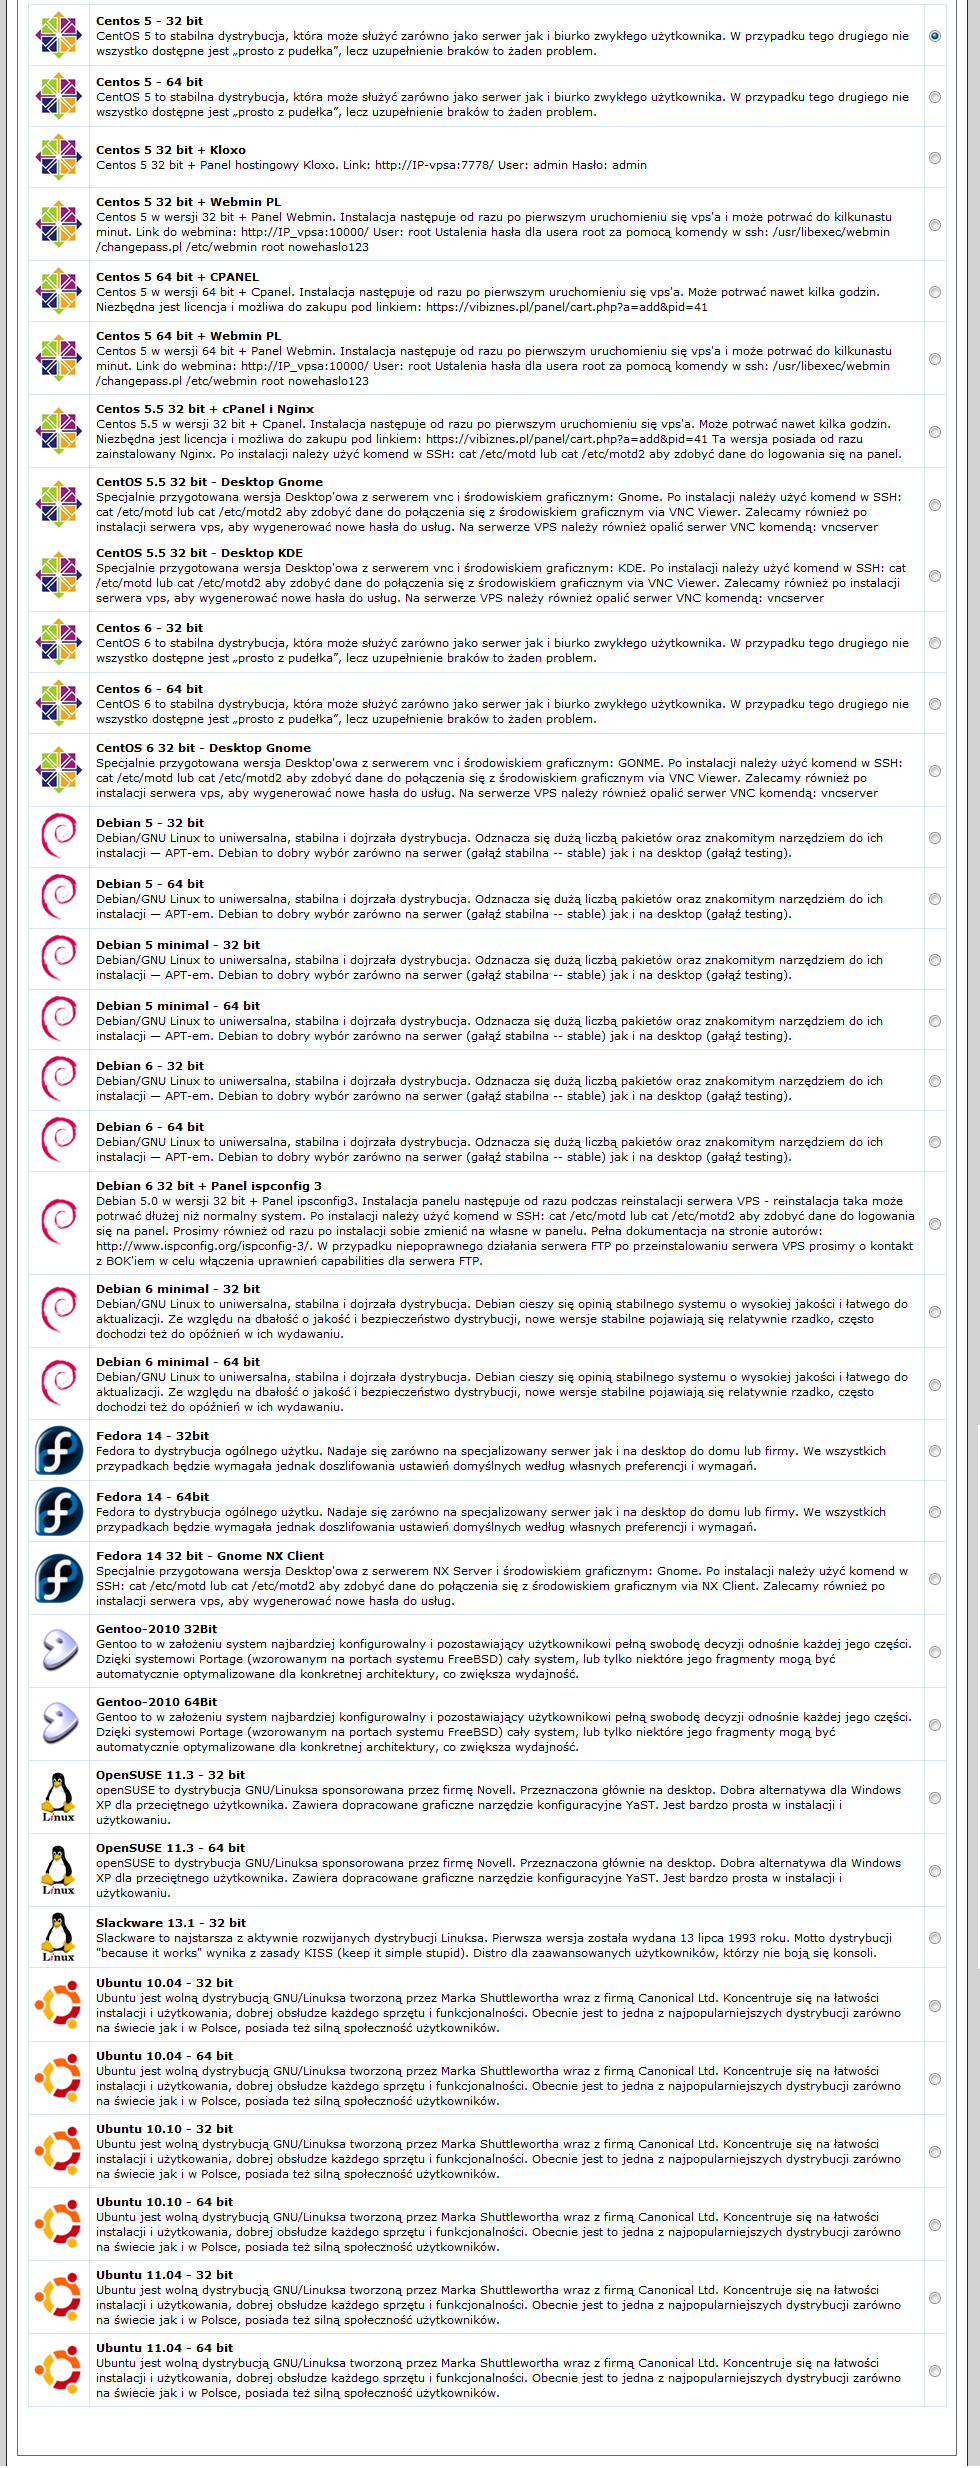 Centos 5 - 32 bit
CentOS 5 to stabilna dystrybucja, która może służyć zarówno jako serwer jak i biurko zwykłego użytkownika. W przypadku tego drugiego nie
wszystko dostępne jest „prosto z pudełka”, lecz uzupełnienie braków to żaden problem.
Centos 5 - 64 bit
CentOS 5 to stabilna dystrybucja, która może służyć zarówno jako serwer jak i biurko zwykłego użytkownika. W przypadku tego drugiego nie
wszystko dostępne jest „prosto z pudełka”, lecz uzupełnienie braków to żaden problem.
Centos 5 32 bit + Kloxo
Centos 5 32 bit + Panel hostingowy Kloxo. Link: http://IP-vpsa:7778/ User: admin Hasło: admin
Centos 5 32 bit + Webmin PL
Centos 5 w wersji 32 bit + Panel Webmin. Instalacja następuje od razu po pierwszym uruchomieniu się vps'a i może potrwać do kilkunastu
minut. Link do webmina: http://IP_vpsa:10000/ User: root Ustalenia hasła dla usera root za pomocą komendy w ssh: /usr/libexec/webmin
/changepass.pl /etc/webmin root nowehaslo123
Centos 5 64 bit + CPANEL
Centos 5 w wersji 64 bit + Cpanel. Instalacja następuje od razu po pierwszym uruchomieniu się vps'a. Może potrwać nawet kilka godzin.
Niezbędna jest licencja i możliwa do zakupu pod linkiem: https://vibiznes.pl/panel/cart.php?a=add&pid=41
Centos 5 64 bit + Webmin PL
Centos 5 w wersji 64 bit + Panel Webmin. Instalacja następuje od razu po pierwszym uruchomieniu się vps'a i może potrwać do kilkunastu
minut. Link do webmina: http://IP_vpsa:10000/ User: root Ustalenia hasła dla usera root za pomocą komendy w ssh: /usr/libexec/webmin
/changepass.pl /etc/webmin root nowehaslo123
Centos 5.5 32 bit + cPanel i Nginx
Centos 5.5 w wersji 32 bit + Cpanel. Instalacja następuje od razu po pierwszym uruchomieniu się vps'a. Może potrwać nawet kilka godzin.
Niezbędna jest licencja i możliwa do zakupu pod linkiem: https://vibiznes.pl/panel/cart.php?a=add&pid=41 Ta wersja posiada od razu
zainstalowany Nginx. Po instalacji należy użyć komend w SSH: cat /etc/motd lub cat /etc/motd2 aby zdobyć dane do logowania się na panel.
CentOS 5.5 32 bit - Desktop Gnome
Specjalnie przygotowana wersja Desktop'owa z serwerem vnc i środowiskiem graficznym: Gnome. Po instalacji należy użyć komend w SSH:
cat /etc/motd lub cat /etc/motd2 aby zdobyć dane do połączenia się z środowiskiem graficznym via VNC Viewer. Zalecamy również po
instalacji serwera vps, aby wygenerować nowe hasła do usług. Na serwerze VPS należy również opalić serwer VNC komendą: vncserver
CentOS 5.5 32 bit - Desktop KDE
Specjalnie przygotowana wersja Desktop'owa z serwerem vnc i środowiskiem graficznym: KDE. Po instalacji należy użyć komend w SSH: cat
/etc/motd lub cat /etc/motd2 aby zdobyć dane do połączenia się z środowiskiem graficznym via VNC Viewer. Zalecamy również po instalacji
serwera vps, aby wygenerować nowe hasła do usług. Na serwerze VPS należy również opalić serwer VNC komendą: vncserver
Centos 6 - 32 bit
CentOS 6 to stabilna dystrybucja, która może służyć zarówno jako serwer jak i biurko zwykłego użytkownika. W przypadku tego drugiego nie
wszystko dostępne jest „prosto z pudełka”, lecz uzupełnienie braków to żaden problem.
Centos 6 - 64 bit
CentOS 6 to stabilna dystrybucja, która może służyć zarówno jako serwer jak i biurko zwykłego użytkownika. W przypadku tego drugiego nie
wszystko dostępne jest „prosto z pudełka”, lecz uzupełnienie braków to żaden problem.
CentOS 6 32 bit - Desktop Gnome
Specjalnie przygotowana wersja Desktop'owa z serwerem vnc i środowiskiem graficznym: GONME. Po instalacji należy użyć komend w SSH:
cat /etc/motd lub cat /etc/motd2 aby zdobyć dane do połączenia się z środowiskiem graficznym via VNC Viewer. Zalecamy również po
instalacji serwera vps, aby wygenerować nowe hasła do usług. Na serwerze VPS należy również opalić serwer VNC komendą: vncserver
Debian 5 - 32 bit
Debian/GNU Linux to uniwersalna, stabilna i dojrzała dystrybucja. Odznacza się dużą liczbą pakietów oraz znakomitym narzędziem do ich
instalacji — APT-em. Debian to dobry wybór zarówno na serwer (gałąź stabilna -- stable) jak i na desktop (gałąź testing).
Debian 5 - 64 bit
Debian/GNU Linux to uniwersalna, stabilna i dojrzała dystrybucja. Odznacza się dużą liczbą pakietów oraz znakomitym narzędziem do ich
instalacji — APT-em. Debian to dobry wybór zarówno na serwer (gałąź stabilna -- stable) jak i na desktop (gałąź testing).
Debian 5 minimal - 32 bit
Debian/GNU Linux to uniwersalna, stabilna i dojrzała dystrybucja. Odznacza się dużą liczbą pakietów oraz znakomitym narzędziem do ich
instalacji — APT-em. Debian to dobry wybór zarówno na serwer (gałąź stabilna -- stable) jak i na desktop (gałąź testing).
Debian 5 minimal - 64 bit
Debian/GNU Linux to uniwersalna, stabilna i dojrzała dystrybucja. Odznacza się dużą liczbą pakietów oraz znakomitym narzędziem do ich
instalacji — APT-em. Debian to dobry wybór zarówno na serwer (gałąź stabilna -- stable) jak i na desktop (gałąź testing).
Debian 6 - 32 bit
Debian/GNU Linux to uniwersalna, stabilna i dojrzała dystrybucja. Odznacza się dużą liczbą pakietów oraz znakomitym narzędziem do ich
instalacji — APT-em. Debian to dobry wybór zarówno na serwer (gałąź stabilna -- stable) jak i na desktop (gałąź testing).
Debian 6 - 64 bit
Debian/GNU Linux to uniwersalna, stabilna i dojrzała dystrybucja. Odznacza się dużą liczbą pakietów oraz znakomitym narzędziem do ich
instalacji — APT-em. Debian to dobry wybór zarówno na serwer (gałąź stabilna -- stable) jak i na desktop (gałąź testing).
Debian 6 32 bit + Panel ispconfig 3
Debian 5.0 w wersji 32 bit + Panel ipsconfig3. Instalacja panelu następuje od razu podczas reinstalacji serwera VPS - reinstalacja taka może
potrwać dłużej niż normalny system. Po instalacji należy użyć komend w SSH: cat /etc/motd lub cat /etc/motd2 aby zdobyć dane do logowania
się na panel. Prosimy również od razu po instalacji sobie zmienić na własne w panelu. Pełna dokumentacja na stronie autorów:
http://www.ispconfig.org/ispconfig-3/. W przypadku niepoprawnego działania serwera FTP po przeinstalowaniu serwera VPS prosimy o kontakt
z BOK'iem w celu włączenia uprawnień capabilities dla serwera FTP.
Debian 6 minimal - 32 bit
Debian/GNU Linux to uniwersalna, stabilna i dojrzała dystrybucja. Debian cieszy się opinią stabilnego systemu o wysokiej jakości i łatwego do
aktualizacji. Ze względu na dbałość o jakość i bezpieczeństwo dystrybucji, nowe wersje stabilne pojawiają się relatywnie rzadko, często
dochodzi też do opóźnień w ich wydawaniu.
Debian 6 minimal - 64 bit
Debian/GNU Linux to uniwersalna, stabilna i dojrzała dystrybucja. Debian cieszy się opinią stabilnego systemu o wysokiej jakości i łatwego do
aktualizacji. Ze względu na dbałość o jakość i bezpieczeństwo dystrybucji, nowe wersje stabilne pojawiają się relatywnie rzadko, często
dochodzi też do opóźnień w ich wydawaniu.
Fedora 14 - 32bit
Fedora to dystrybucja ogólnego użytku. Nadaje się zarówno na specjalizowany serwer jak i na desktop do domu lub firmy. We wszystkich
przypadkach będzie wymagała jednak doszlifowania ustawień domyślnych według własnych preferencji i wymagań.
Fedora 14 - 64bit
Fedora to dystrybucja ogólnego użytku. Nadaje się zarówno na specjalizowany serwer jak i na desktop do domu lub firmy. We wszystkich
przypadkach będzie wymagała jednak doszlifowania ustawień domyślnych według własnych preferencji i wymagań.
Fedora 14 32 bit - Gnome NX Client
Specjalnie przygotowana wersja Desktop'owa z serwerem NX Server i środowiskiem graficznym: Gnome. Po instalacji należy użyć komend w
SSH: cat /etc/motd lub cat /etc/motd2 aby zdobyć dane do połączenia się z środowiskiem graficznym via NX Client. Zalecamy również po
instalacji serwera vps, aby wygenerować nowe hasła do usług.
Gentoo-2010 32Bit
Gentoo to w założeniu system najbardziej konfigurowalny i pozostawiający użytkownikowi pełną swobodę decyzji odnośnie każdej jego części.
Dzięki systemowi Portage (wzorowanym na portach systemu FreeBSD) cały system, lub tylko niektóre jego fragmenty mogą być
automatycznie optymalizowane dla konkretnej architektury, co zwiększa wydajność.
Gentoo-2010 64Bit
Gentoo to w założeniu system najbardziej konfigurowalny i pozostawiający użytkownikowi pełną swobodę decyzji odnośnie każdej jego części.
Dzięki systemowi Portage (wzorowanym na portach systemu FreeBSD) cały system, lub tylko niektóre jego fragmenty mogą być
automatycznie optymalizowane dla konkretnej architektury, co zwiększa wydajność.
OpenSUSE 11.3 - 32 bit
openSUSE to dystrybucja GNU/Linuksa sponsorowana przez firmę Novell. Przeznaczona głównie na desktop. Dobra alternatywa dla Windows
XP dla przeciętnego użytkownika. Zawiera dopracowane graficzne narzędzie konfiguracyjne YaST. Jest bardzo prosta w instalacji i
użytkowaniu.
Linux
OpenSUSE 11.3 - 64 bit
openSUSE to dystrybucja GNU/Linuksa sponsorowana przez firmę Novell. Przeznaczona głównie na desktop. Dobra alternatywa dla Windows
XP dla przeciętnego użytkownika. Zawiera dopracowane graficzne narzędzie konfiguracyjne YaST. Jest bardzo prosta w instalacji i
użytkowaniu.
Linux
Slackware 13.1 - 32 bit
Slackware to najstarsza z aktywnie rozwijanych dystrybucji Linuksa. Pierwsza wersja została wydana 13 lipca 1993 roku. Motto dystrybucji
"because it works" wynika z zasady KISS (keep it simple stupid). Distro dla zaawansowanych użytkowników, którzy nie boją się konsoli.
Linux
Ubuntu 10.04 - 32 bit
Ubuntu jest wolną dystrybucją GNU/Linuksa tworzoną przez Marka Shuttlewortha wraz z firmą Canonical Ltd. Koncentruje się na łatwości
instalacji i użytkowania, dobrej obsłudze każdego sprzętu i funkcjonalności. Obecnie jest to jedna z najpopularniejszych dystrybucji zarówno
na świecie jak i w Polsce, posiada też silną społeczność użytkowników.
Ubuntu 10.04 - 64 bit
Ubuntu jest wolną dystrybucją GNU/Linuksa tworzoną przez Marka Shuttlewortha wraz z firmą Canonical Ltd. Koncentruje się na łatwości
instalacji i użytkowania, dobrej obsłudze każdego sprzętu i funkcjonalności. Obecnie jest to jedna z najpopularniejszych dystrybucji zarówno
na świecie jak i w Polsce, posiada też silną społeczność użytkowników.
Ubuntu 10.10 - 32 bit
Ubuntu jest wolną dystrybucją GNU/Linuksa tworzoną przez Marka Shuttlewortha wraz z firmą Canonical Ltd. Koncentruje się na łatwości
instalacji i użytkowania, dobrej obsłudze każdego sprzętu i funkcjonalności. Obecnie jest to jedna z najpopularniejszych dystrybucji zarówno
na świecie jak i w Polsce, posiada też silną społeczność użytkowników.
Ubuntu 10.10 - 64 bit
Ubuntu jest wolną dystrybucją GNU/Linuksa tworzoną przez Marka Shuttlewortha wraz z firmą Canonical Ltd. Koncentruje się na łatwości
instalacji i użytkowania, dobrej obsłudze każdego sprzętu i funkcjonalności. Obecnie jest to jedna z najpopularniejszych dystrybucji zarówno
na świecie jak i w Polsce, posiada też silną społeczność użytkowników.
Ubuntu 11.04 - 32 bit
Ubuntu jest wolną dystrybucją GNU/Linuksa tworzoną przez Marka Shuttlewortha wraz z firmą Canonical Ltd. Koncentruje się na łatwości
instalacji i użytkowania, dobrej obsłudze każdego sprzętu i funkcjonalności. Obecnie jest to jedna z najpopularniejszych dystrybucji zarówno
na świecie jak i w Polsce, posiada też silną społeczność użytkowników.
Ubuntu 11.04 - 64 bit
Ubuntu jest wolną dystrybucją GNU/Linuksa tworzoną przez Marka Shuttlewortha wraz z firmą Canonical Ltd. Koncentruje się na łatwości
instalacji i użytkowania, dobrej obsłudze każdego sprzętu i funkcjonalności. Obecnie jest to jedna z najpopularniejszych dystrybucji zarówno
na świecie jak i w Polsce, posiada też silną społeczność użytkowników.